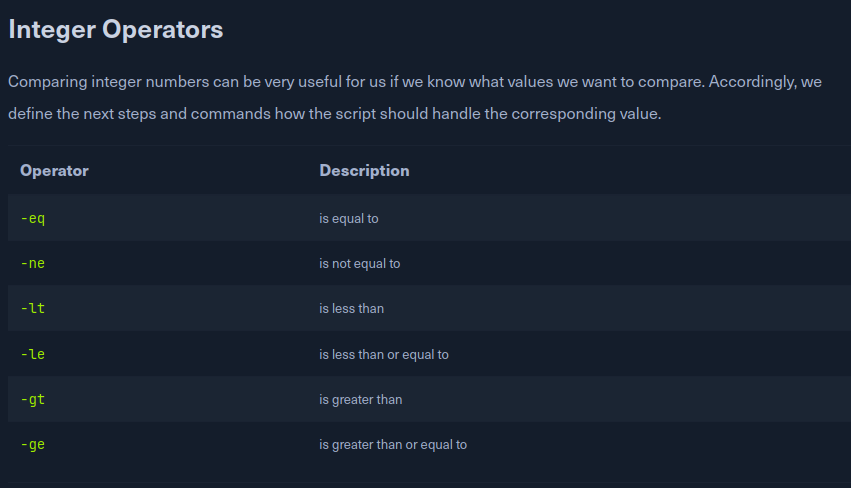 Integer Operators
Comparing integer numbers can be very useful for us if we know what values we want to compare. Accordingly, we
define the next steps and commands how the script should handle the corresponding value.
Operator Description
-eq is equal to
-ne is not equal to
-lt is less than
-le is less than or equal to
-gt is greater than
-ge is greater than or equal to